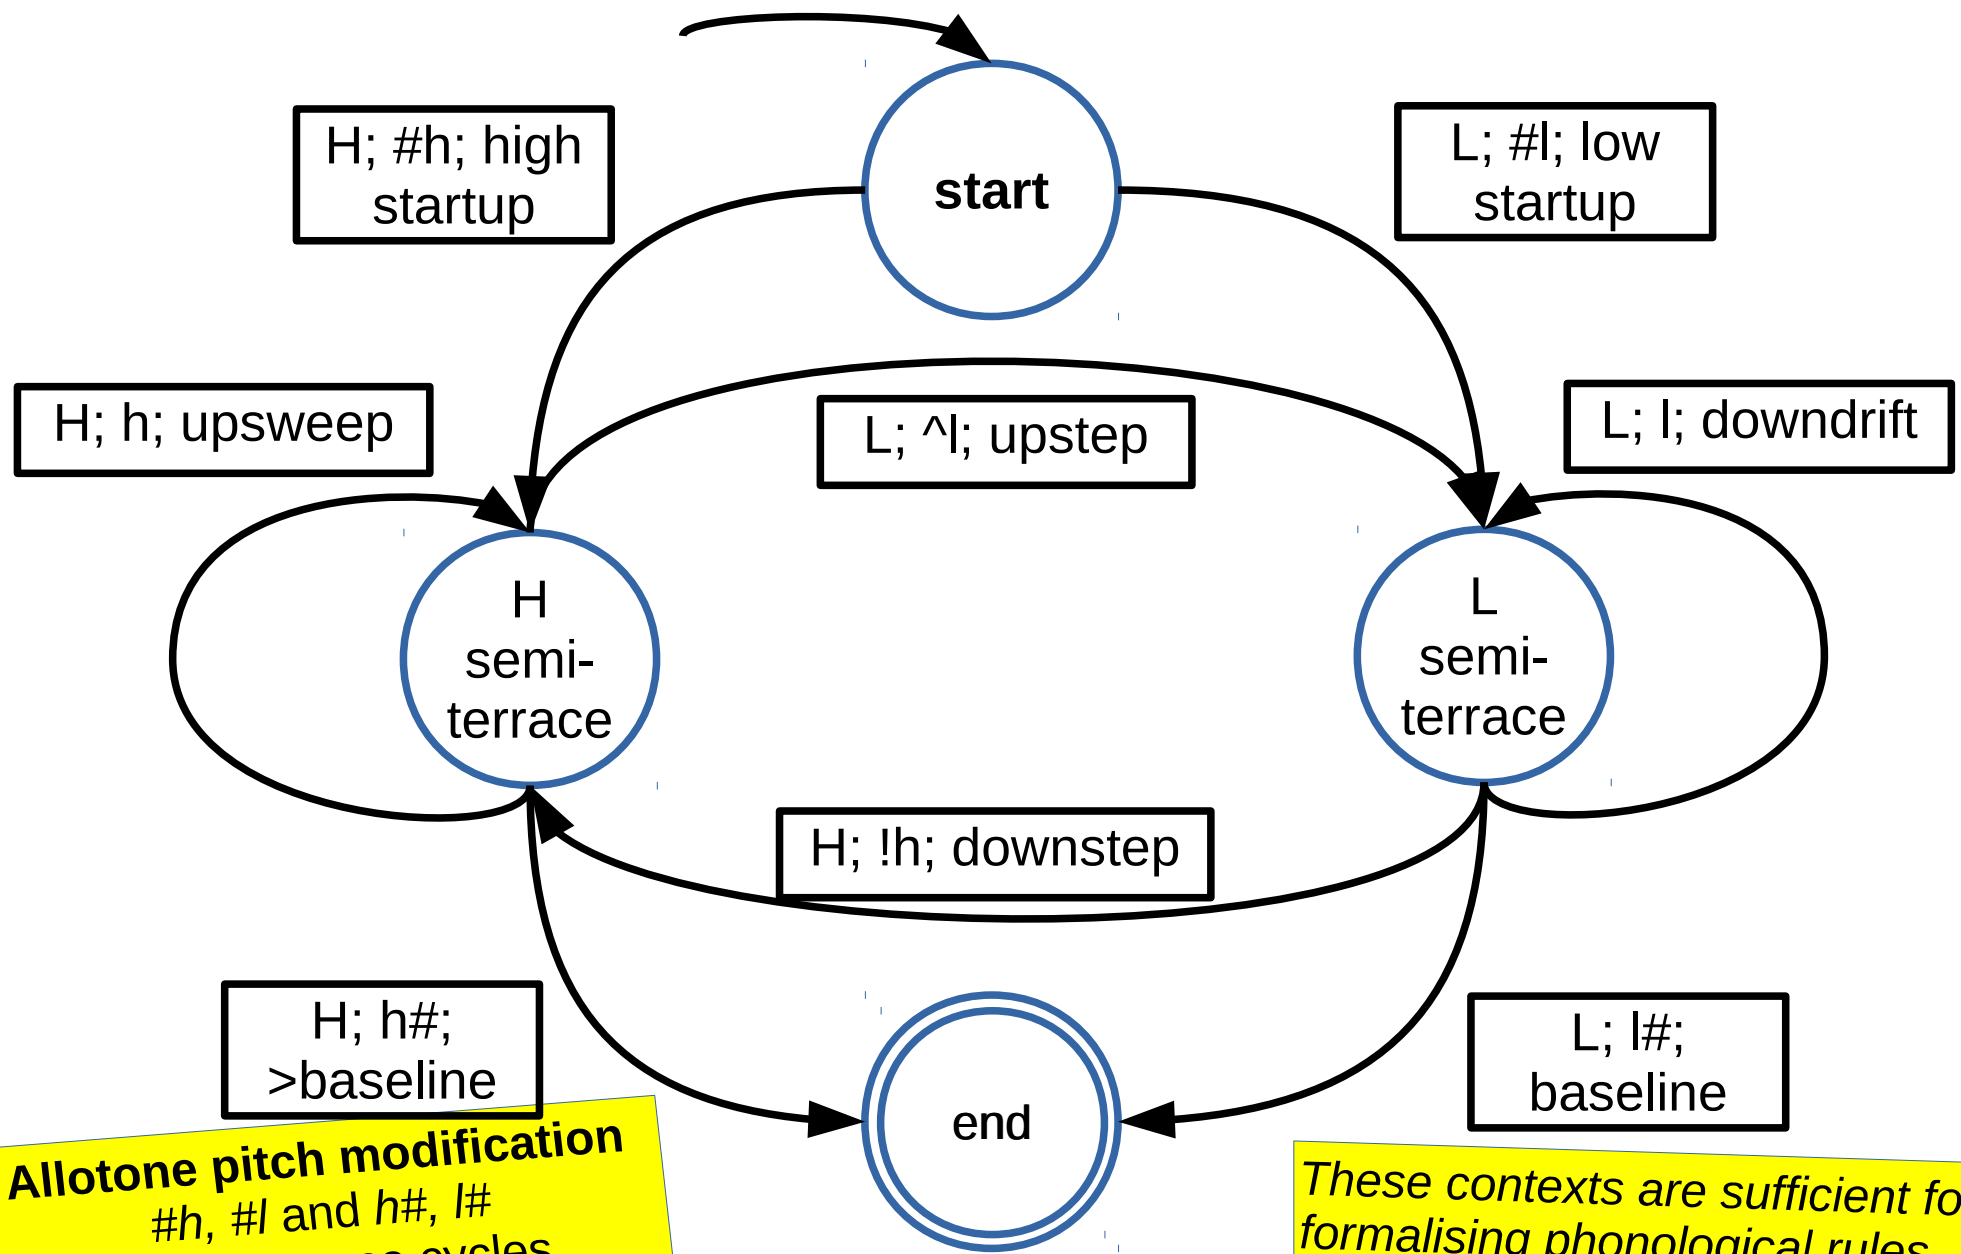 H; #h; high
startup
start
L; #l; low
startup
H; h; upsweep
L; ^l; upstep
L; l; downdrift
H
semi-
terrace
L
semi-
terrace
H; !h; downstep
H; h#;
>baseline
end
L; l#;
baseline
Allotone pitch modification
#h, #l and h#, l#
cycles
These contexts are sufficient
formalising phonological rules